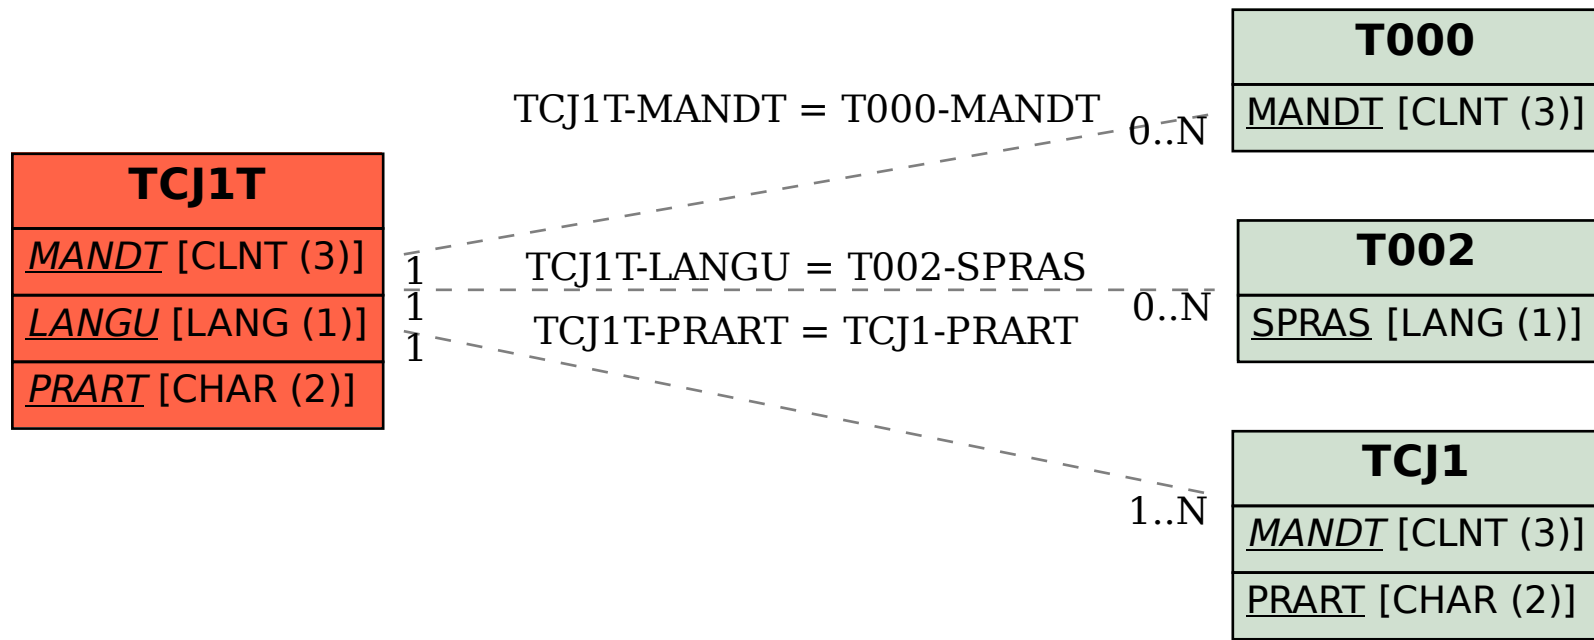 TCJ1T
MANDT [CLNT (3)]
LANGU [LANG (1)]
PRART [CHAR (2)]
TCJ1T-MANDT = T000-MANDT
0..N
1
TCJ1T-LANGU = T002-SPRAS
1
0..N
TCJ1T-PRART = TCJ1-PRART
1
1..N
T000
MANDT [CLNT (3)]
T002
SPRAS [LANG (1)]
TCJ1
MANDT [CLNT (3)]
PRART [CHAR (2)]